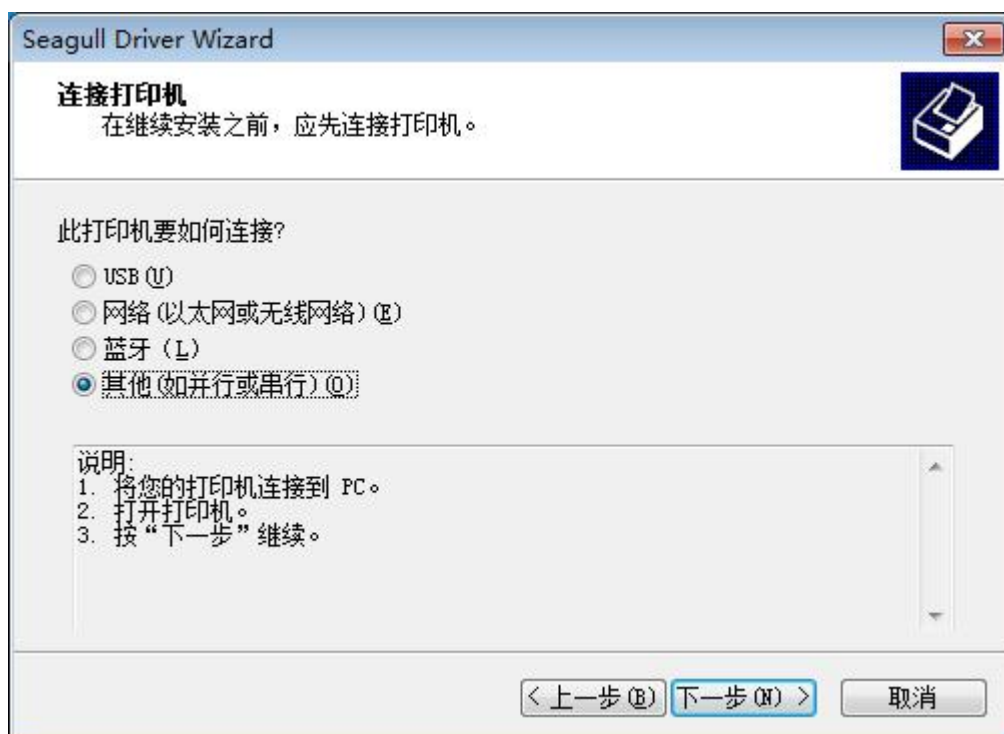 Seagull Driver Wizard
连接打印机
在继续安装之前，应先连接打印机。
此打印机要如何连接?
USB(U)
网络(以太网或无线网络)(E)
蓝牙 (L)
其他(如并行或串行)(O)
说明:
1. 将您的打印机连接到 PC。
2. 打开打印机。
3. 按“下一步”继续。
< 上一步(B) 下一步(N) > 取消